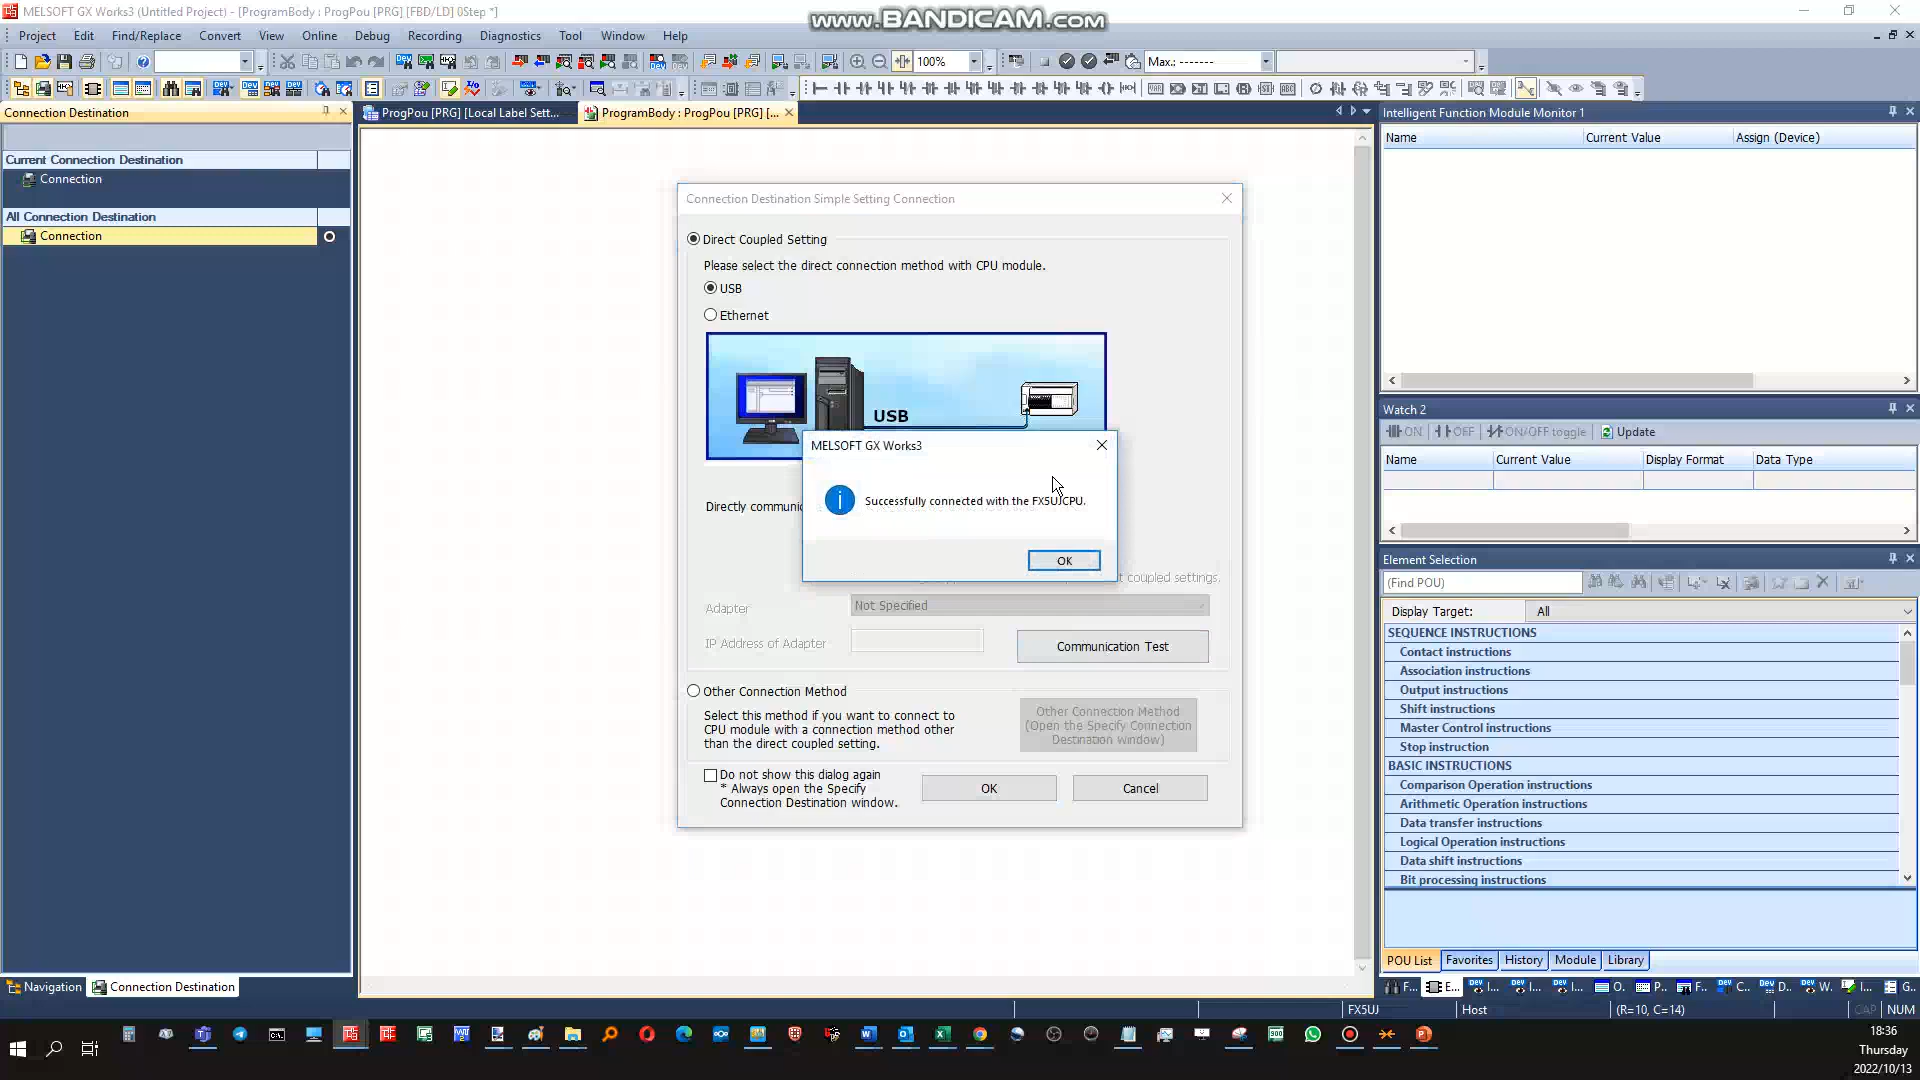 MELSOFT GX Works3 (Untitled Project) - [ProgramBody : ProgPou [PRG] [FBD/LD] 0Step *]
www.BANDICAM.com
Project Edit Find/Replace Convert View Online Debug Recording Diagnostics Tool Window Help
100%
Max.: -------
Connection Destination
ProgPou [PRG] [Local Label Sett...
ProgramBody : ProgPou [PRG] [...
Current Connection Destination
Connection
All Connection Destination
Connection
Connection Destination Simple Setting Connection
Direct Coupled Setting
Please select the direct connection method with CPU module.
USB
Ethernet
USB
MELSOFT GX Works3
Successfully connected with the FX5UJCPU.
OK
Directly communic
t coupled settings.
Adapter
Not Specified
IP Address of Adapter
Communication Test
Other Connection Method
Select this method if you want to connect to
CPU module with a connection method other
than the direct coupled setting.
Other Connection Method
(Open the Specify Connection
Destination window)
Do not show this dialog again
* Always open the Specify
Connection Destination window.
OK
Cancel
Intelligent Function Module Monitor 1
Name Current Value Assign (Device)
Watch 2
ON OFF ON/OFF toggle Update
Name Current Value Display Format Data Type
Element Selection
(Find POU)
Display Target: All
SEQUENCE INSTRUCTIONS
Contact instructions
Association instructions
Output instructions
Shift instructions
Master Control instructions
Stop instruction
BASIC INSTRUCTIONS
Comparison Operation instructions
Arithmetic Operation instructions
Data transfer instructions
Logical Operation instructions
Data shift instructions
Bit processing instructions
POU List Favorites History Module Library
Navigation Connection Destination
F... E... I... I... I... O. P.. F.. C.. D.. W. I... G..
FX5UJ Host (R=10, C=14) CAP NUM
18:36
Thursday
2022/10/13